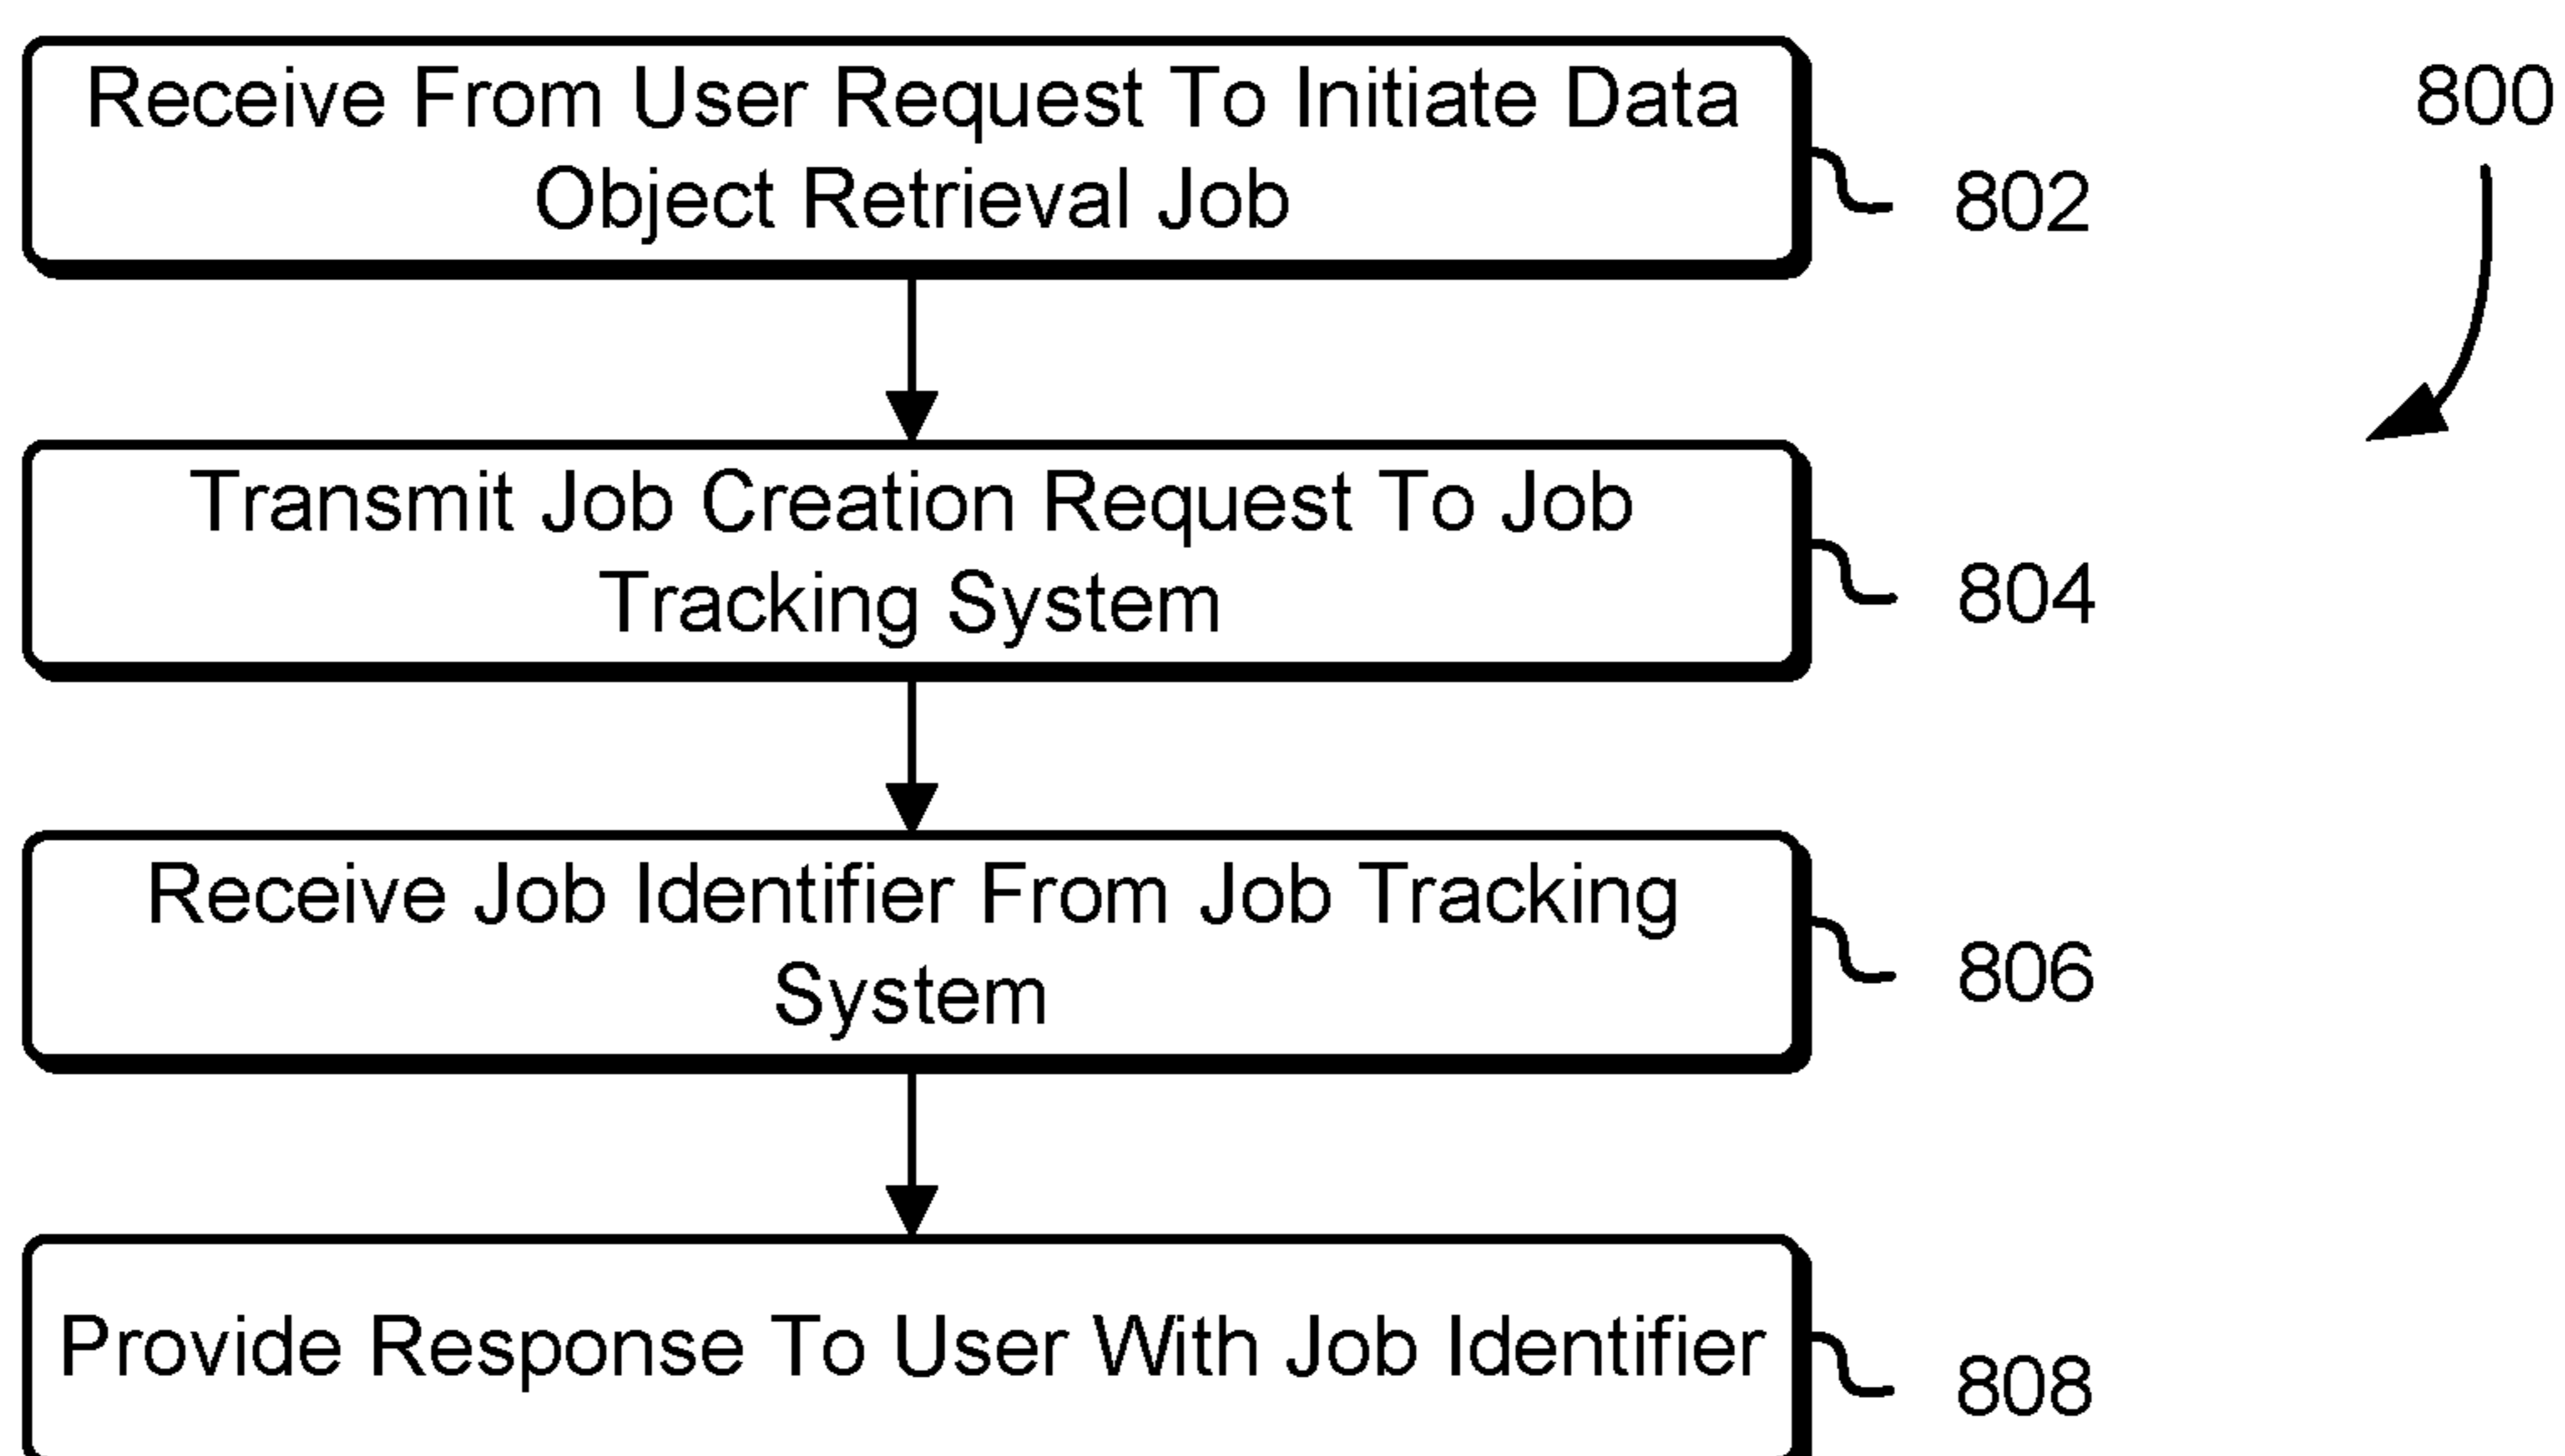 Receive From User Request To Initiate Data
Object Retrieval Job
800
802
Transmit Job Creation Request To Job
Tracking System
804
Receive Job Identifier From Job Tracking
System
806
Provide Response To User With Job Identifier
808